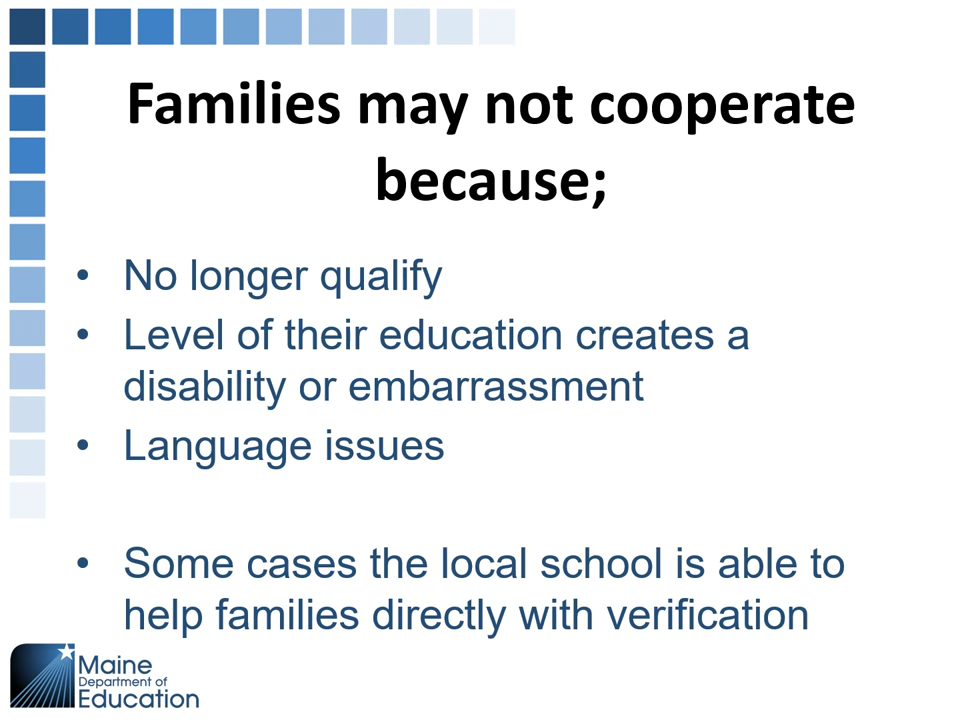 Families may not cooperate
because;
• No longer qualify
• Level of their education creates a
disability or embarrassment
• Language issues
• Some cases the local school is able to
help families directly with verification
Maine
Department of
Education